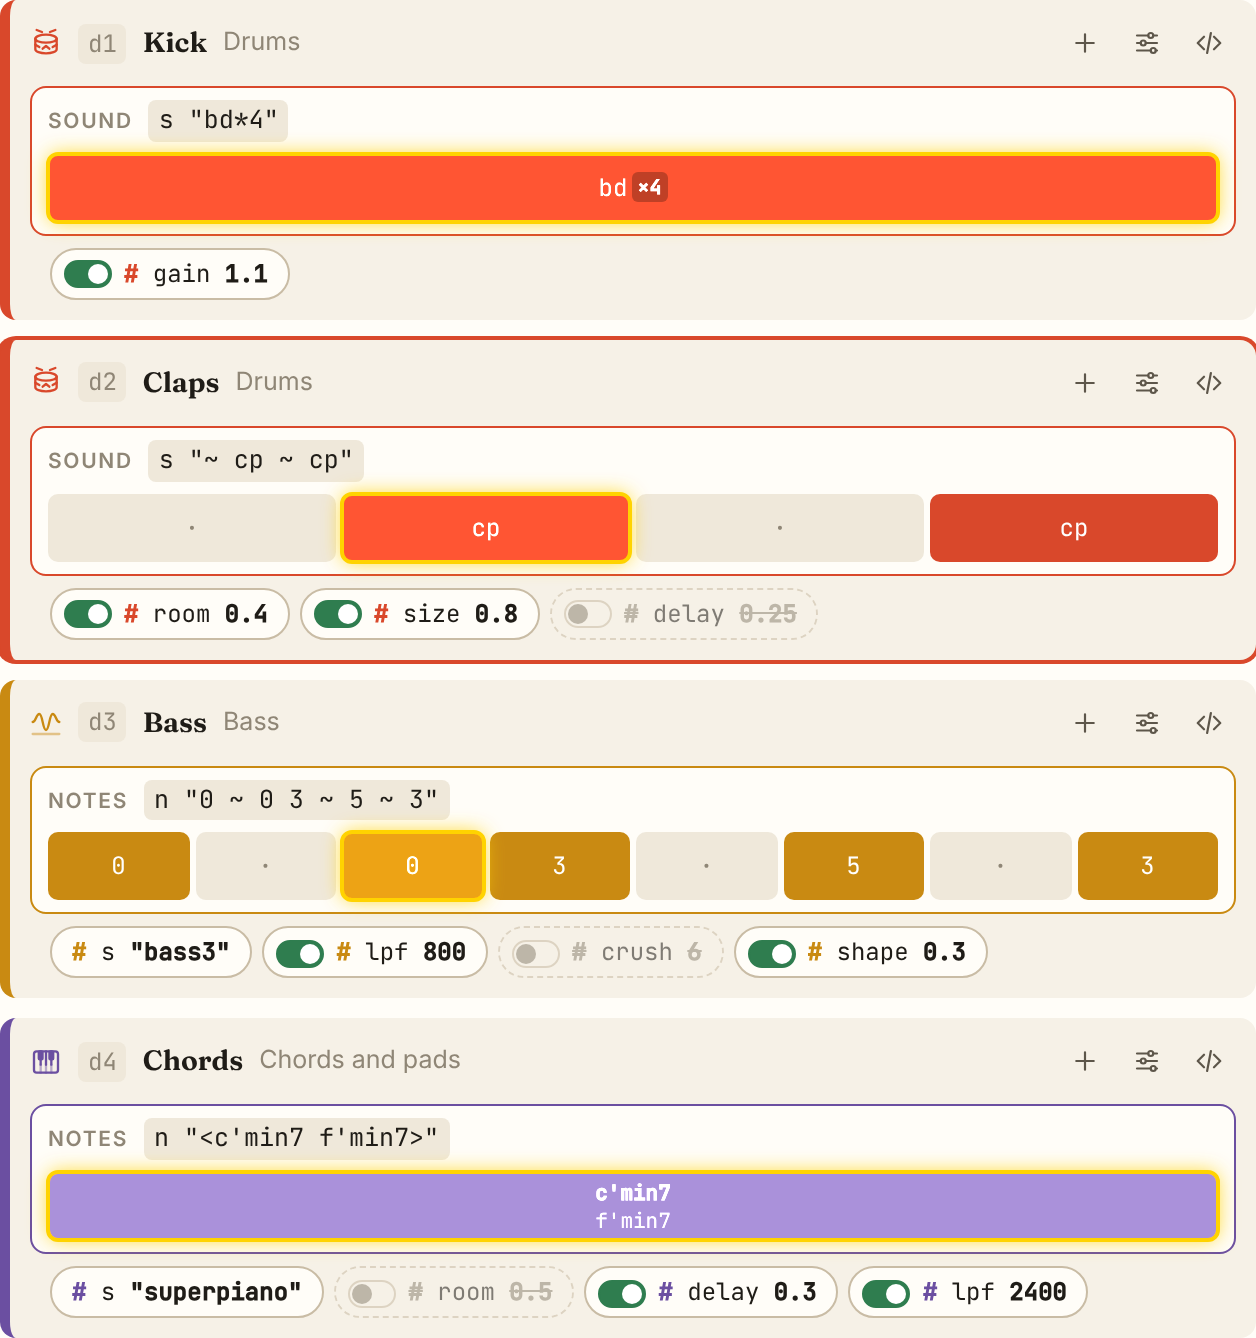 d1 Kick Drums
SOUND s "bd*4"
bd ×4
# gain 1.1
d2 Claps Drums
SOUND s "~ cp ~ cp"
· cp · cp
# room 0.4 # size 0.8 # delay 0.25
d3 Bass Bass
NOTES n "0 ~ 0 3 ~ 5 ~ 3"
0 · 0 3 · 5 · 3
# s "bass3" # lpf 800 # crush 6 # shape 0.3
d4 Chords Chords and pads
NOTES n "<c'min7 f'min7>"
c'min7
f'min7
# s "superpiano" # room 0.5 # delay 0.3 # lpf 2400